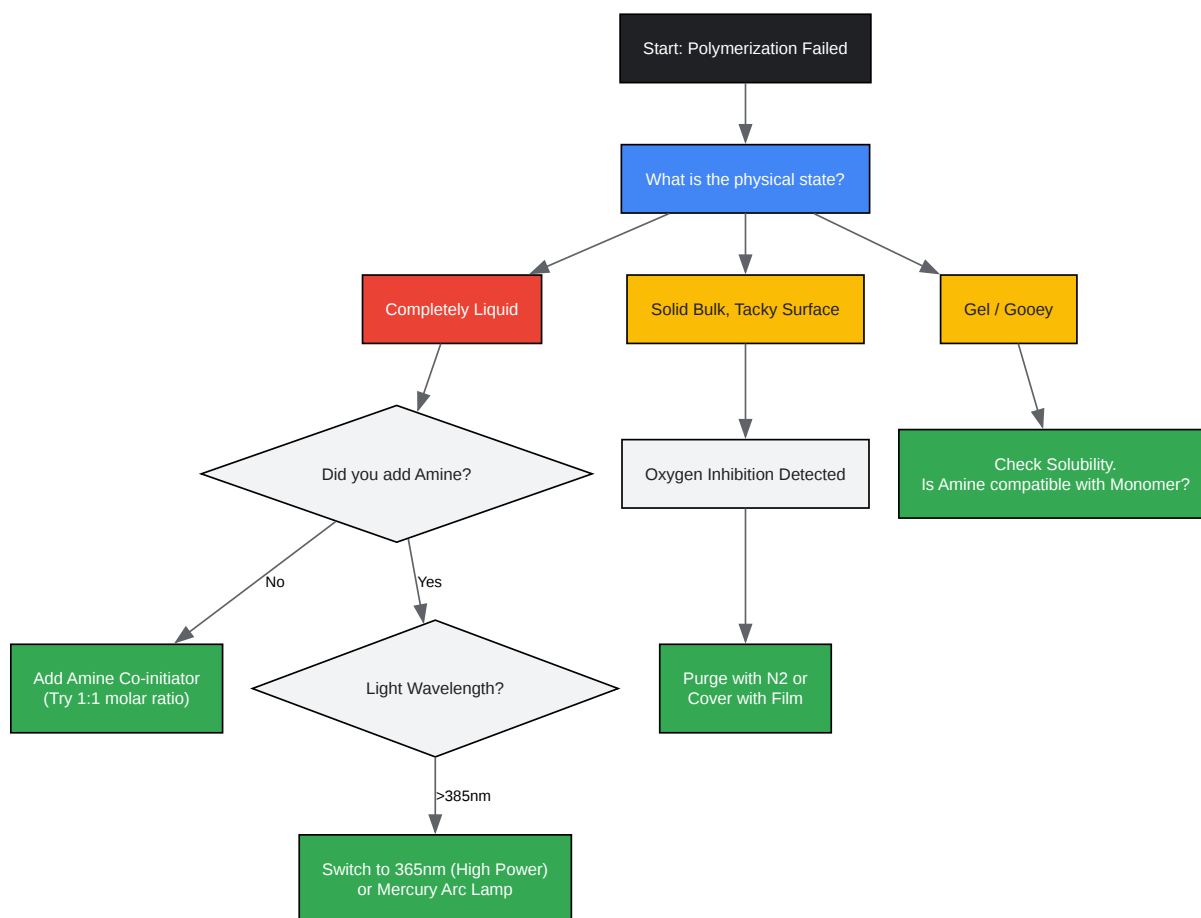 Start: Polymerization Failed
What is the physical state?
Completely Liquid
Solid Bulk, Tacky Surface
Gel / Gooey
Did you add Amine?
Oxygen Inhibition Detected
Check Solubility.
Is Amine compatible with Monomer?
No
Yes
Add Amine Co-initiator
(Try 1:1 molar ratio)
Light Wavelength?
Purge with N2 or
Cover with Film
>385nm
Switch to 365nm (High Power)
or Mercury Arc Lamp